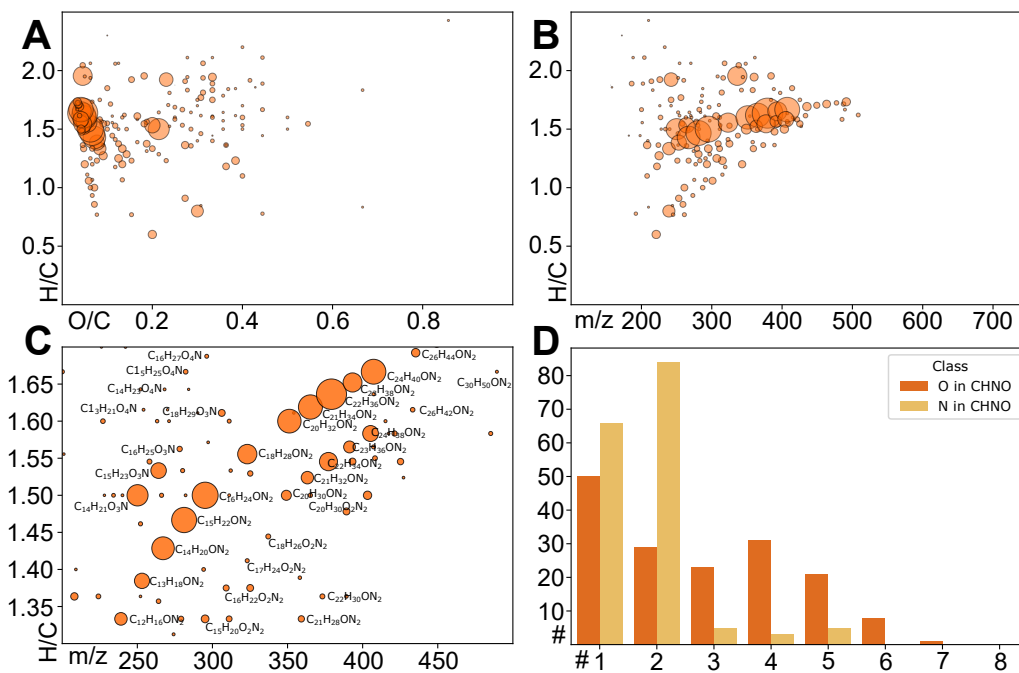 A
B
2.0
1.5
1.0
0.5
H/C
O/C 0.2 0.4 0.6 0.8
2.0
1.5
1.0
0.5
H/C
m/z 200 300 400 500 600 700
C
D
1.65
1.60
1.55
1.50
1.45
1.40
1.35
H/C
m/z 250 300 350 400 450
C₁₆H₂₇O₄N
C₂₆H₄₄ON₂
C1₅H₂₅O₄N
C₂₄H₄₀ON₂
C₃₀H₅₀ON₂
C₁₄H₂₃O₄N
C₂₃H₃₈ON₂
C₂₂H₃₆ON₂
C1₃H₂₁O₄N
C₁₈H₂₉O₃N
C₂₁H₃₄ON₂
C₂₆H₄₂ON₂
C₂₀H₃₂ON₂
C₂₄H₃₈ON₂
C₁₆H₂₅O₃N
C₁₈H₂₈ON₂
C₂₃H₃₆ON₂
C₂₂H₃₄ON₂
C₁₅H₂₃O₃N
C₂₁H₃₂ON₂
C₁₄H₂₁O₃N
C₁₆H₂₄ON₂
C₂₀H₃₀ON₂
C₂₀H₃₀O₂N₂
C₁₅H₂₂ON₂
C₁₈H₂₆O₂N₂
C₁₄H₂₀ON₂
C₁₇H₂₄O₂N₂
C₁₃H₁₈ON₂
C₁₆H₂₂O₂N₂
C₂₂H₃₀ON₂
C₁₂H₁₆ON₂
C₁₅H₂₀O₂N₂
C₂₁H₂₈ON₂
80
70
60
50
40
30
20
10
#
# 1 2 3 4 5 6 7 8
Class
O in CHNO
N in CHNO